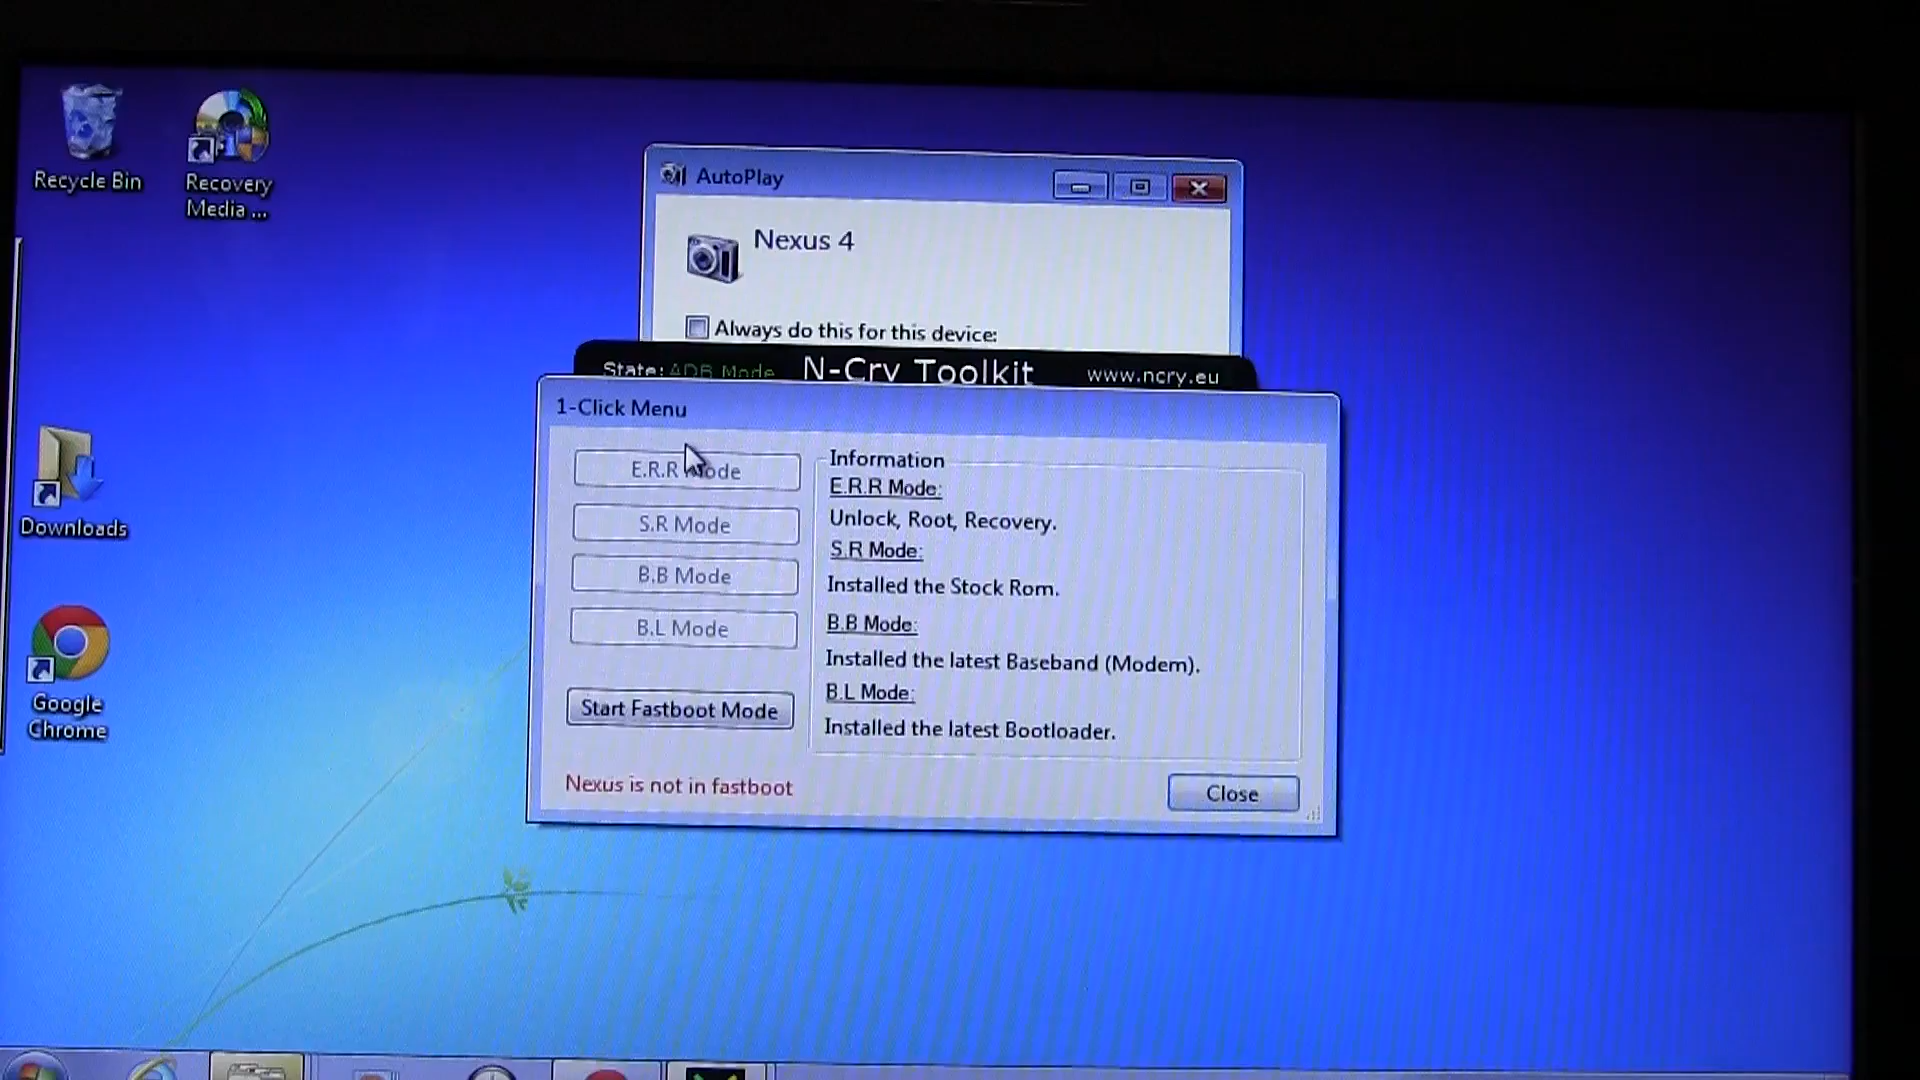 Recycle Bin
Recovery
Media ...
Downloads
Google
Chrome
AutoPlay
Nexus 4
Always do this for this device:
State: ADB Mode N-Cry Toolkit www.ncry.eu
1-Click Menu
E.R.R Mode
S.R Mode
B.B Mode
B.L Mode
Start Fastboot Mode
Nexus is not in fastboot
Information
E.R.R Mode:
Unlock, Root, Recovery.
S.R Mode:
Installed the Stock Rom.
B.B Mode:
Installed the latest Baseband (Modem).
B.L Mode:
Installed the latest Bootloader.
Close